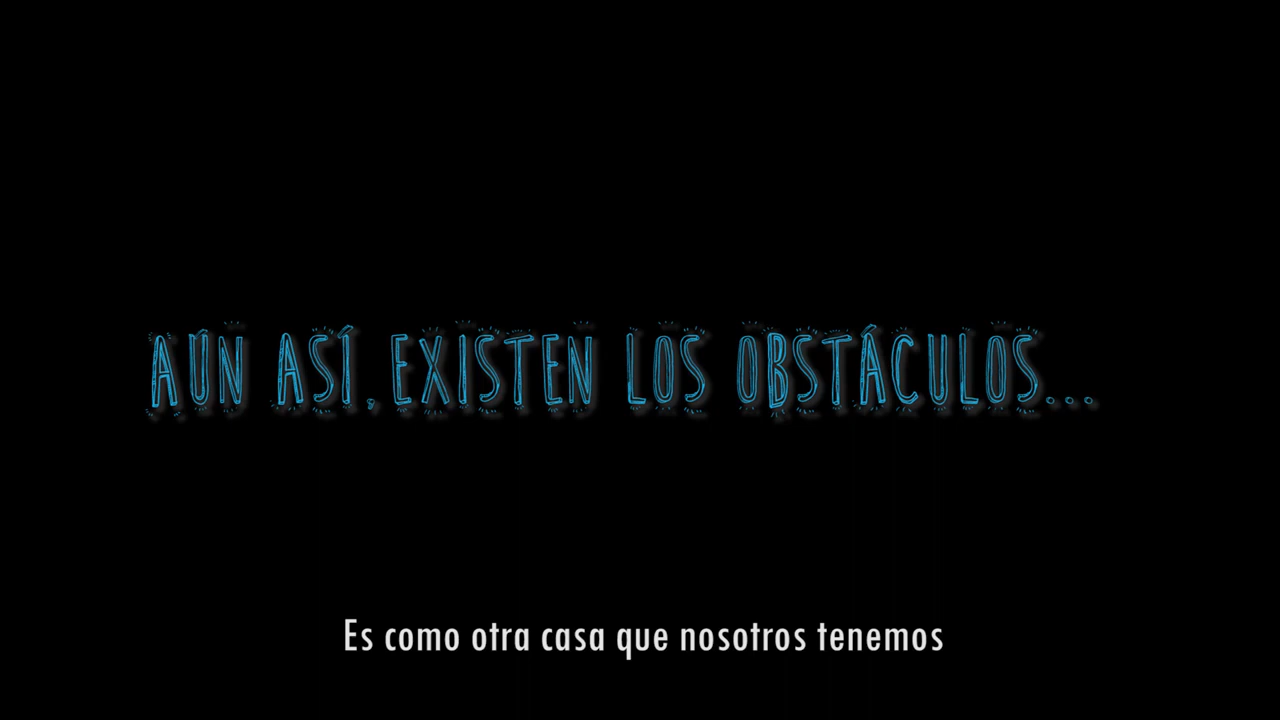 AÚN ASÍ, EXISTEN LOS OBSTÁCULOS...
Es como otra casa que nosotros tenemos